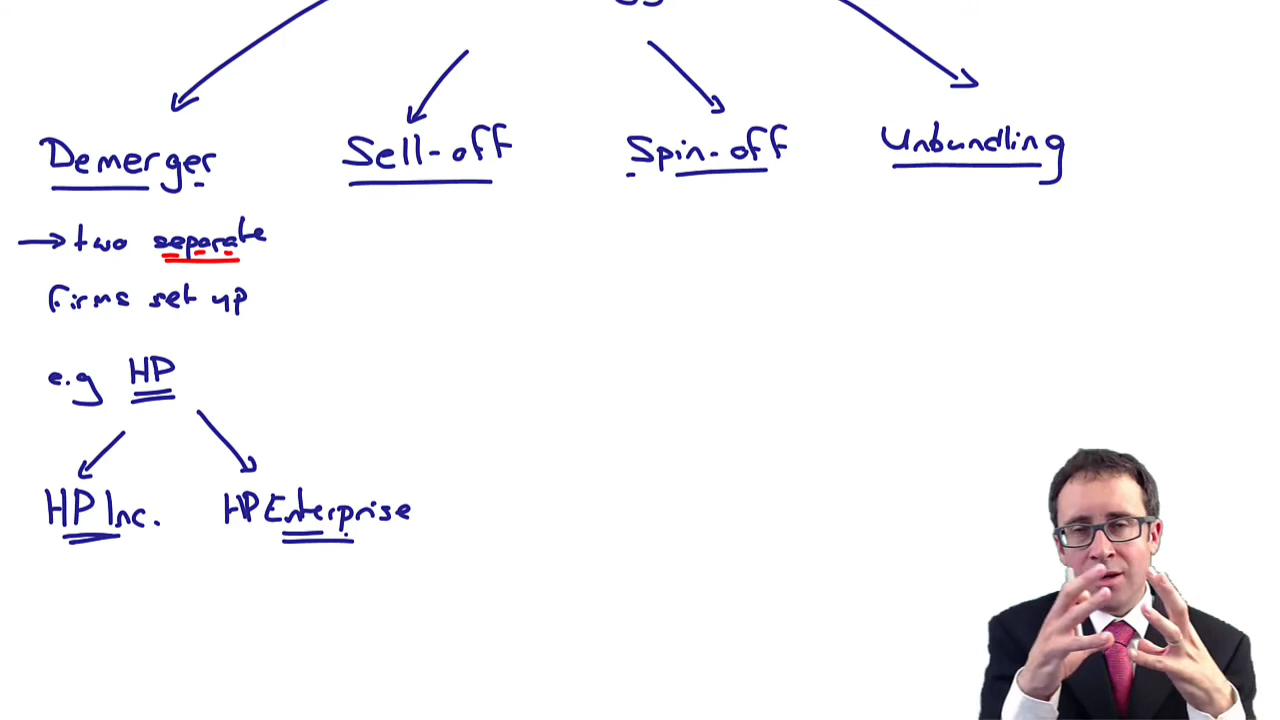 Demerger Sell-off Spin-off Unbundling
→ two separate
firms set up
e.g HP
HP Inc. HP Enterprise